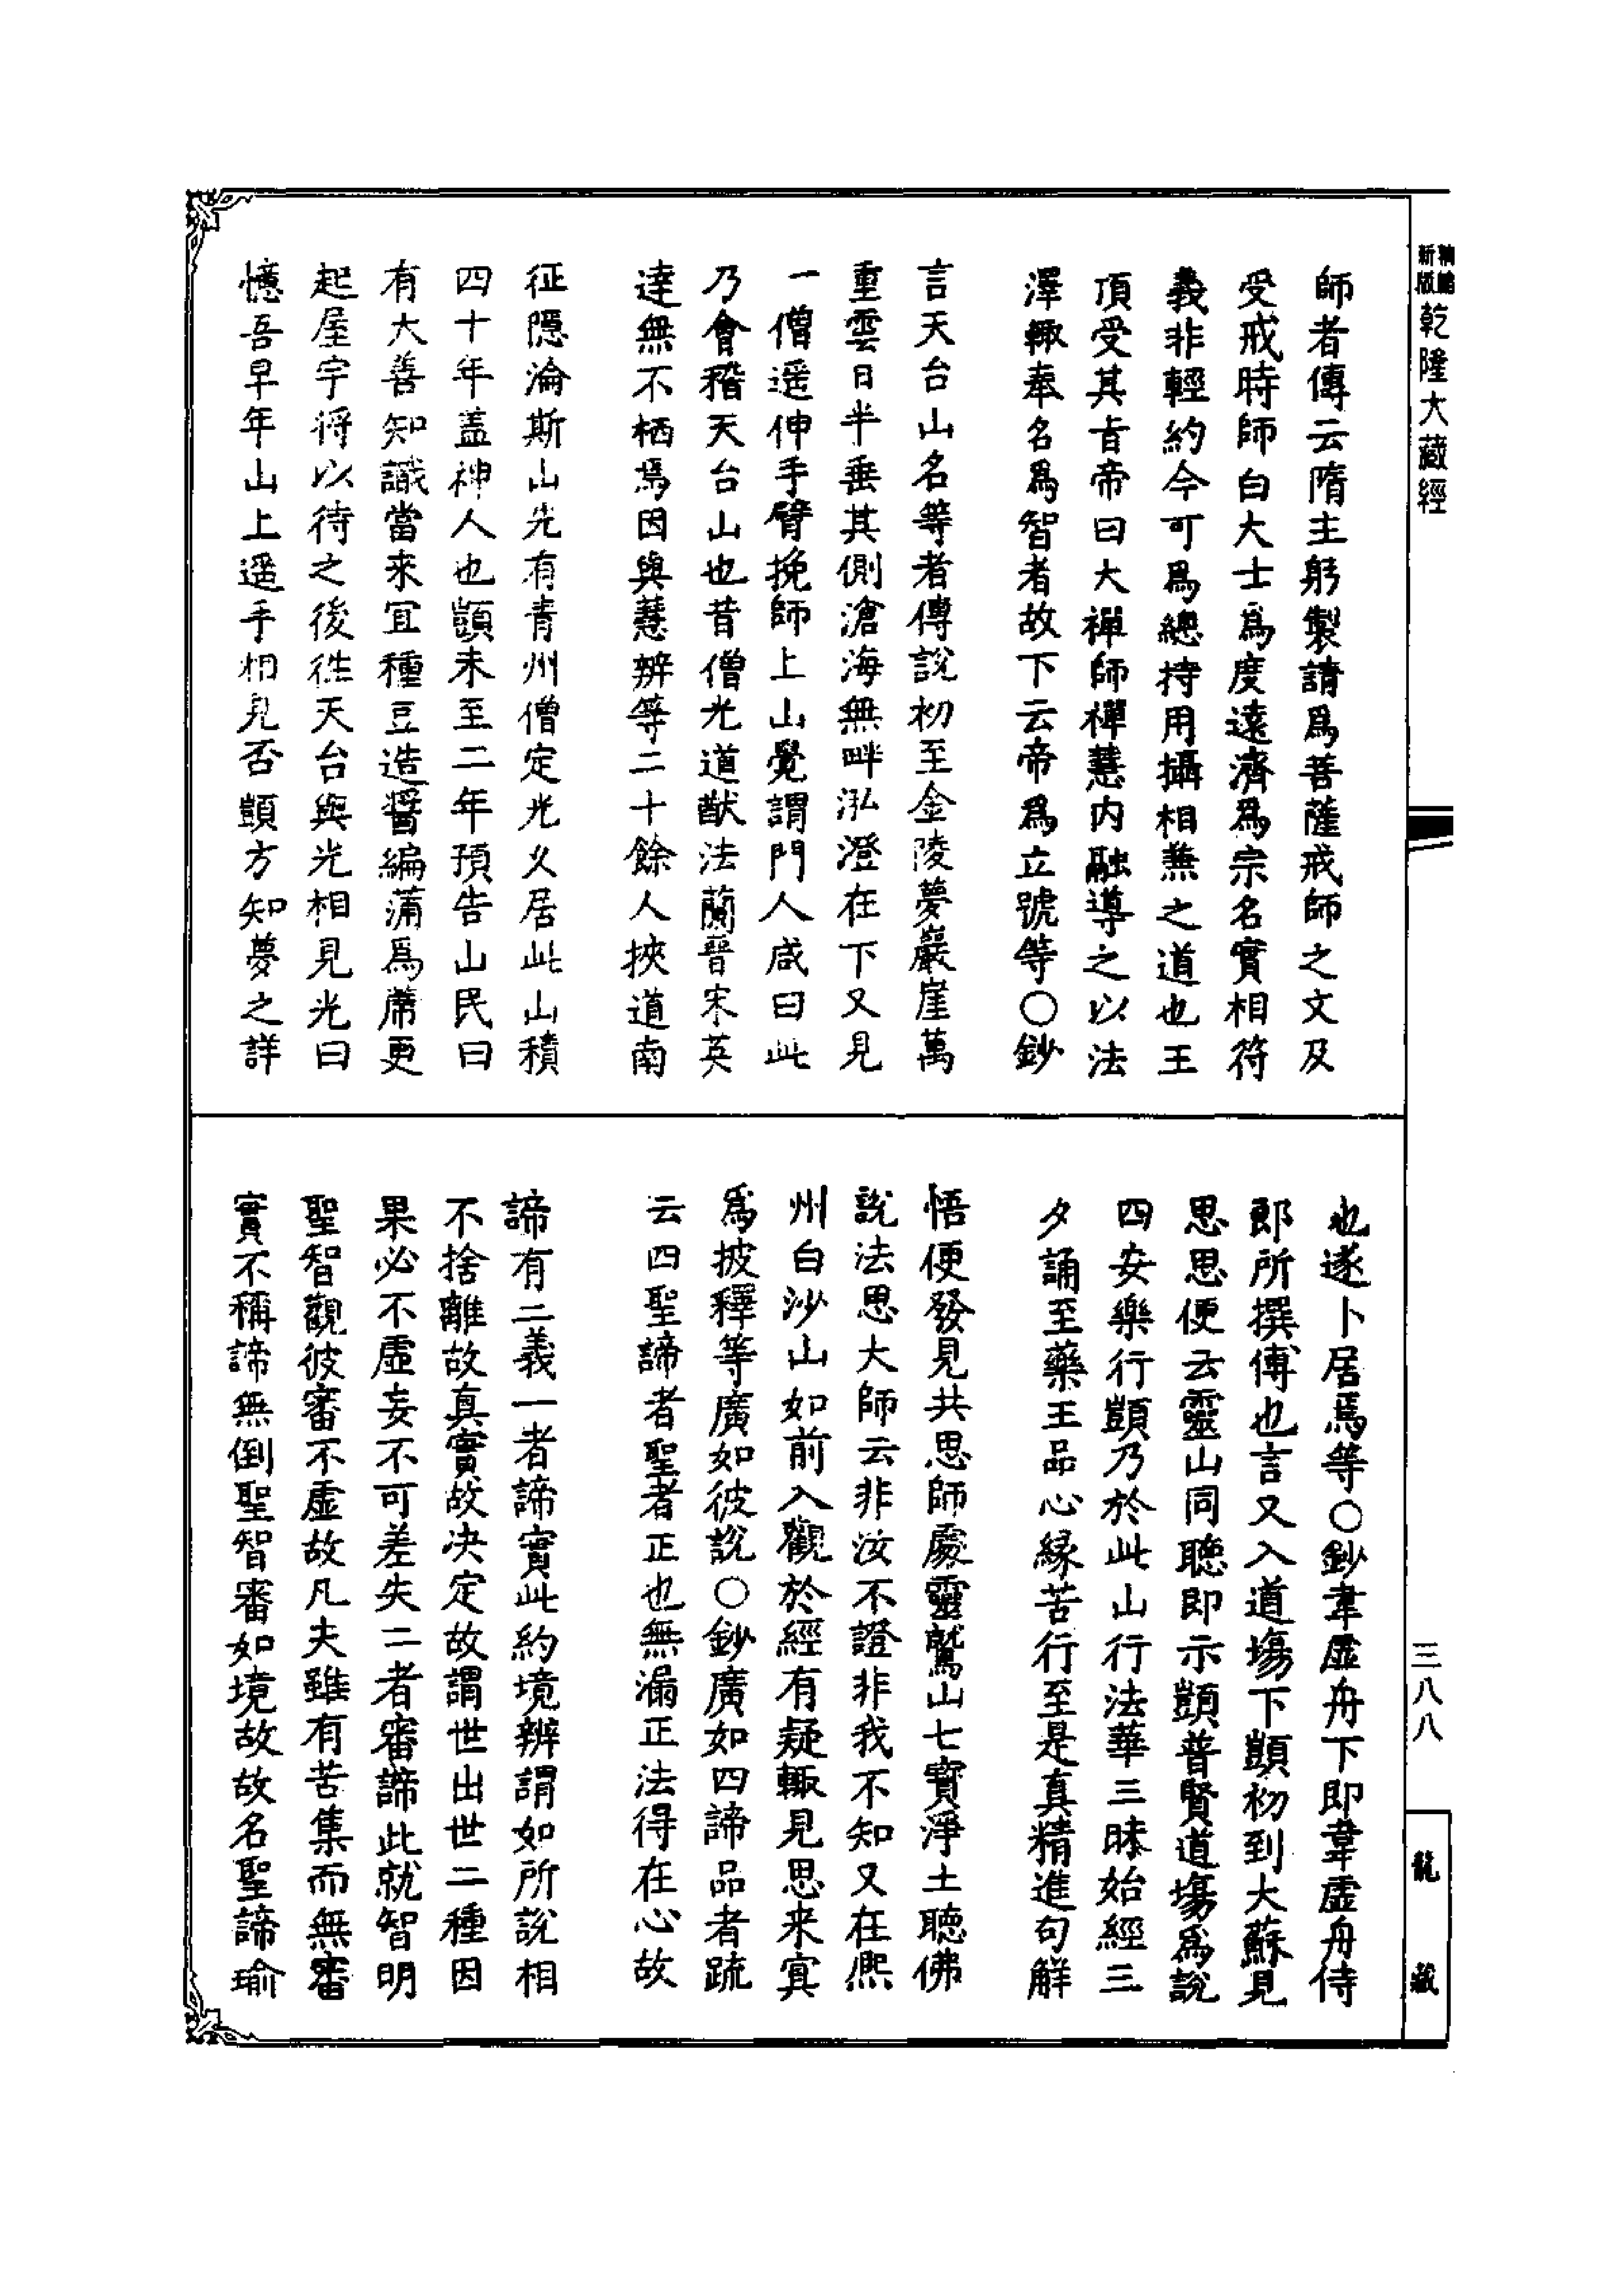 新版
精縮
乾隆大藏經
三八八
龍藏
師者傳云隋主躬製請爲菩薩戒師之文及
受戒時師白大士爲度遠濟爲宗名實相符
義非輕約今可爲總持用攝相兼之道也王
頂受其旨帝曰大禪師禪慧内融導之以法
澤輙奉名爲智者故下云帝爲立號等○鈔
言天台山名等者傳說初至金陵夢巖崖萬
重雲日半垂其側滄海無畔泓澄在下又見
一僧遥伸手臂挽師上山覺謂門人咸曰此
乃會稽天台山也昔僧光道猷法蘭晉宋英
達無不栖焉因與慧辨等二十餘人挾道南
征隱淪斯山先有青州僧定光久居此山積
四十年盖神人也顗未至二年預告山民曰
有大善知識當來宜種豆造醬編蒲爲席更
起屋宇將以待之後徃天台與光相見光曰
憶吾早年山上遥手相見否顗方知夢之詳
也遂卜居焉等○鈔韋虚舟下即韋虚舟侍
郎所撰傳也言又入道塲下顗初到大蘇見
思思便云靈山同聽即示顗普賢道塲爲說
四安樂行顗乃於此山行法華三昧始經三
夕誦至藥王品心縁苦行至是真精進句觧
悟便發見共思師處靈鷲山七寳淨土聽佛
說法思大師云非汝不證非我不知又在熙
州白沙山如前入觀於經有疑輙見思来㝠
爲披釋等廣如彼說○鈔廣如四諦品者疏
云四聖諦者聖者正也無漏正法得在心故
諦有二義一者諦實此約境辨謂如所說相
不捨離故真實故决定故謂世出世二種因
果必不虛妄不可差失二者審諦此就智明
聖智觀彼審不虛故凡夫雖有苦集而無審
實不稱諦無倒聖智審如境故故名聖諦瑜